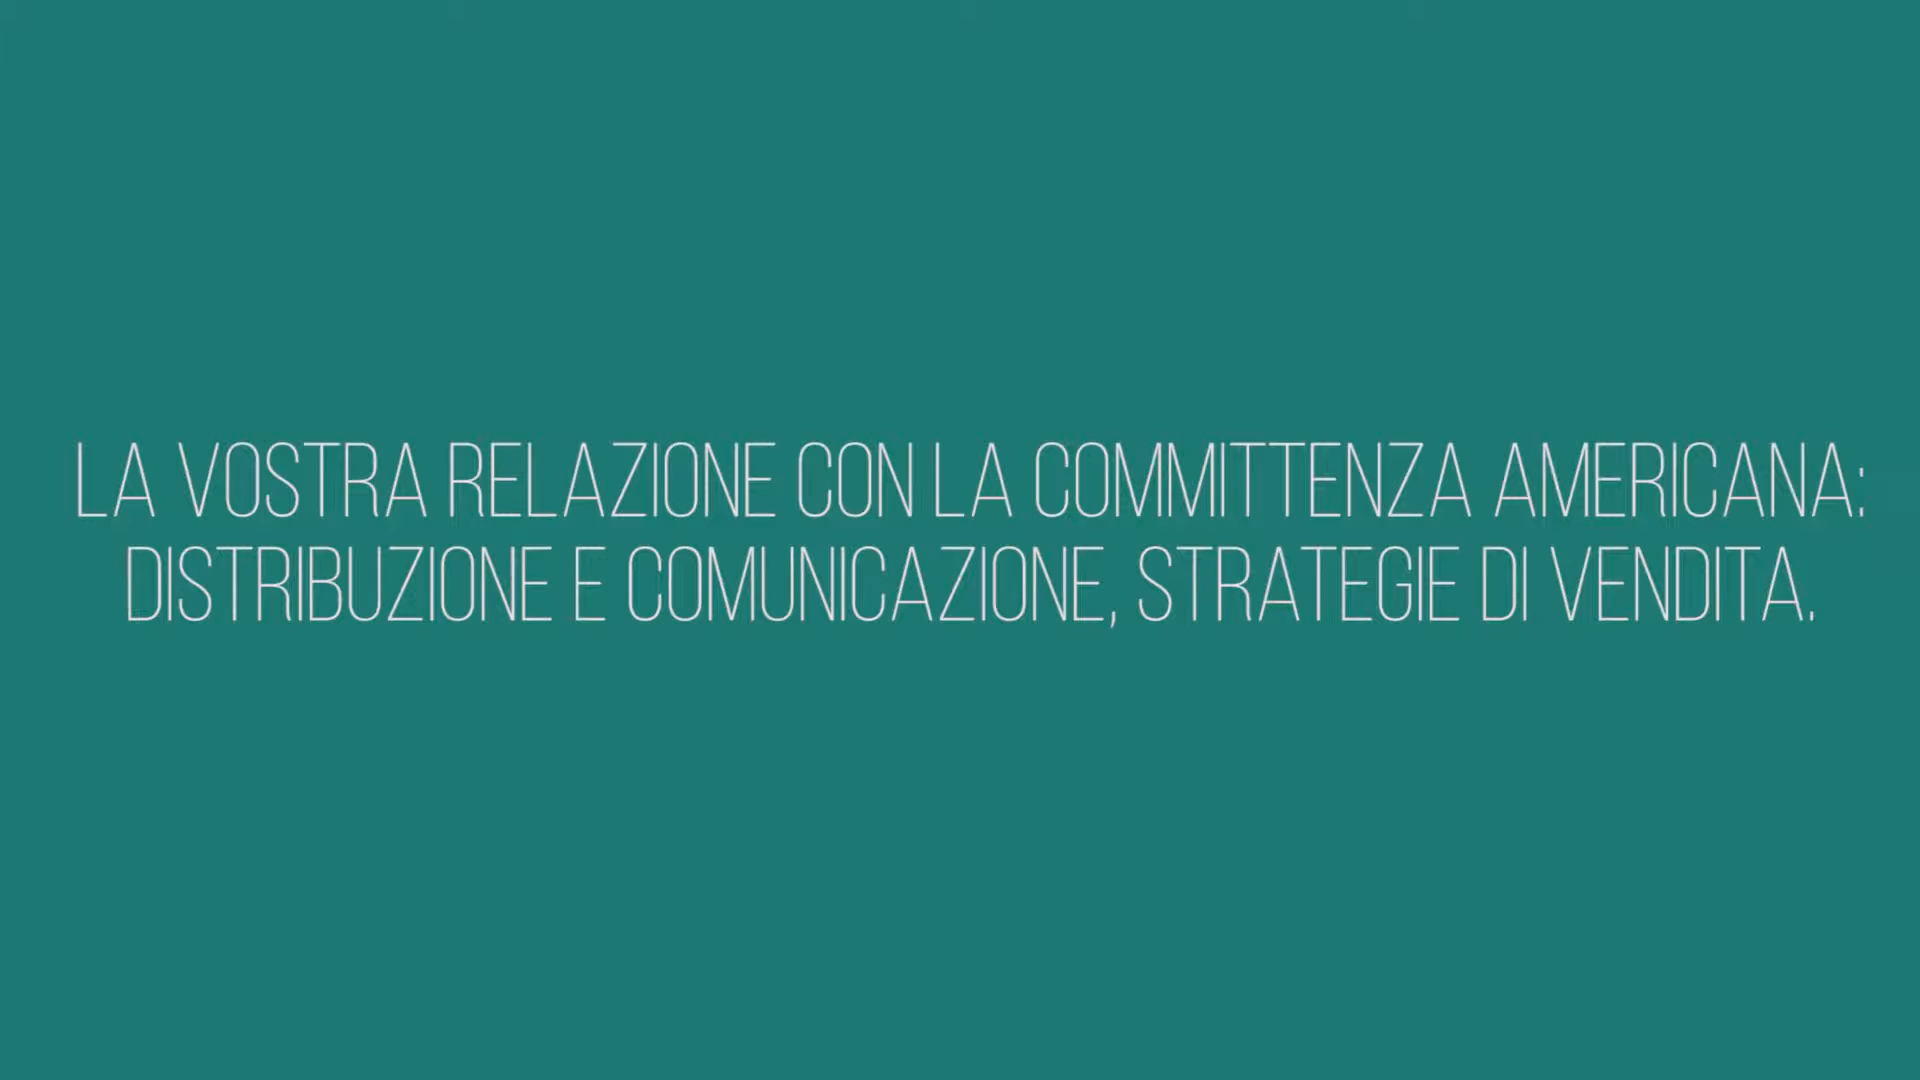 LA VOSTRA RELAZIONE CON LA COMMITTENZA AMERICANA:
DISTRIBUZIONE E COMUNICAZIONE, STRATEGIE DI VENDITA.